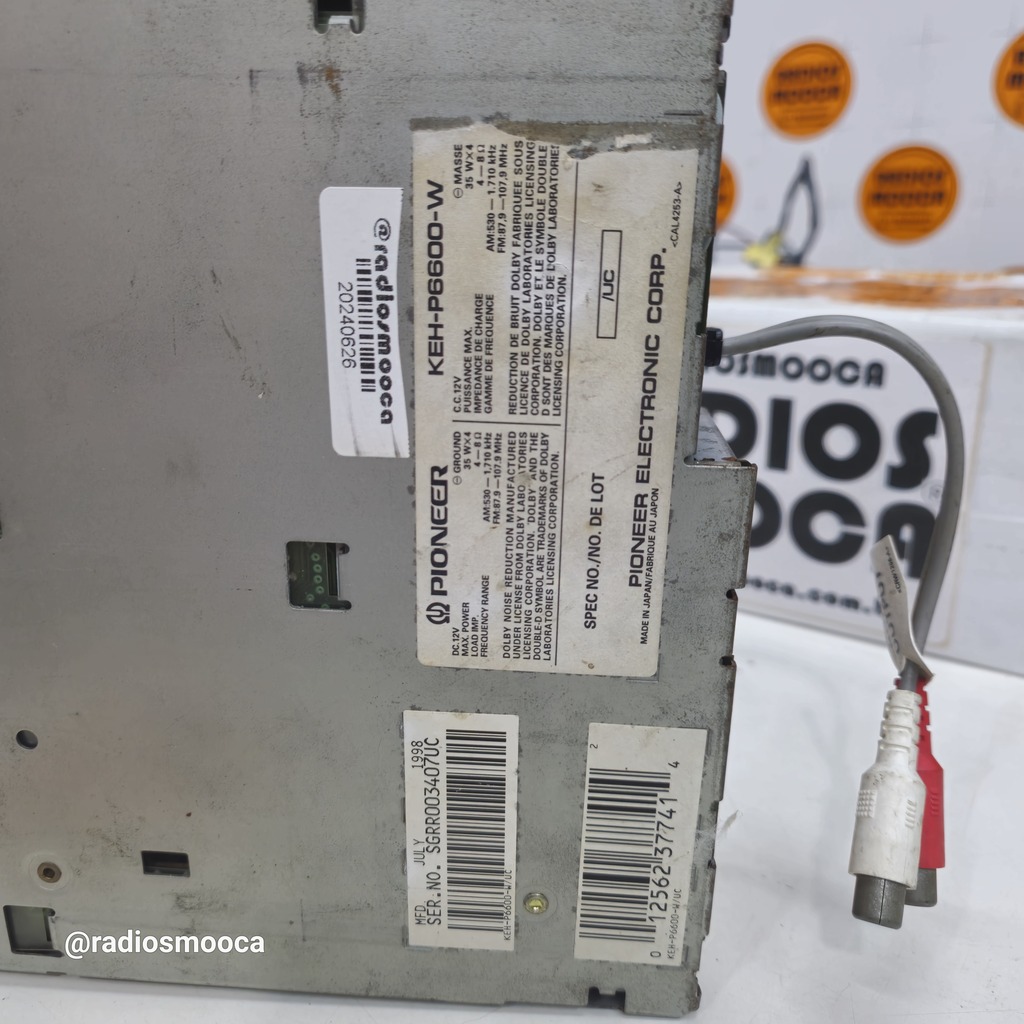 PIONEER KEH-P6600-W
DC.12V ⊖ GROUND
MAX. POWER 35 W×4
LOAD IMP. 4 — 8 Ω
FREQUENCY RANGE AM:530 — 1,710 kHz
FM:87.9 — 107.9 MHz
DOLBY NOISE REDUCTION MANUFACTURED
UNDER LICENSE FROM DOLBY LABORATORIES
LICENSING CORPORATION. "DOLBY" AND THE
DOUBLE-D SYMBOL ARE TRADEMARKS OF DOLBY
LABORATORIES LICENSING CORPORATION.
C.C.12V ⊖ MASSE
PUISSANCE MAX. 35 W×4
IMPEDANCE DE CHARGE 4 — 8 Ω
GAMME DE FREQUENCE AM:530 — 1,710 kHz
FM:87,9 — 107,9 MHz
REDUCTION DE BRUIT DOLBY FABRIQUEE SOUS
LICENCE DE DOLBY LABORATORIES LICENSING
CORPORATION. DOLBY ET LE SYMBOLE DOUBLE
D SONT DES MARQUES DE DOLBY LABORATORIES
LICENSING CORPORATION.
SPEC NO./NO. DE LOT /UC
PIONEER ELECTRONIC CORP.
MADE IN JAPAN/FABRIQUE AU JAPON <CAL4253-A>
@radiosmooca
20240626
MFD. JULY 1998
SER.NO. SGRR003407UC
KEH-P6600-W/UC
2
0 12562 37741 4
KEH-P6600-W/UC
OUTPUT
RADIOS
MOOCA
@radiosmooca